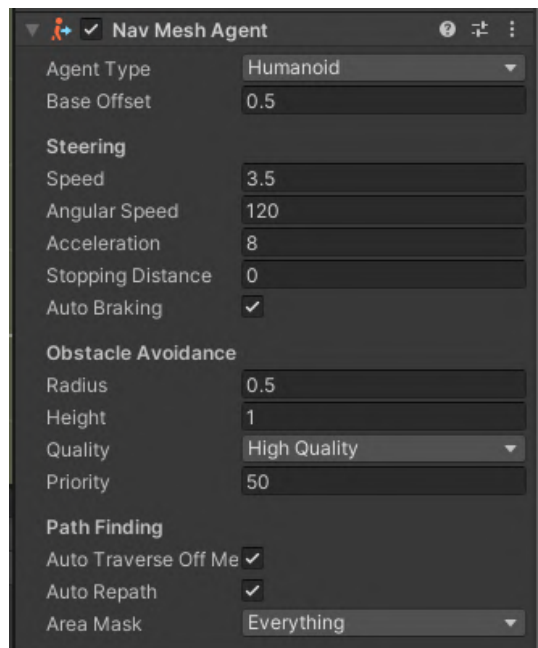 Nav Mesh Agent
Agent Type Humanoid
Base Offset 0.5
Steering
Speed 3.5
Angular Speed 120
Acceleration 8
Stopping Distance 0
Auto Braking
Obstacle Avoidance
Radius 0.5
Height 1
Quality High Quality
Priority 50
Path Finding
Auto Traverse Off Me
Auto Repath
Area Mask Everything